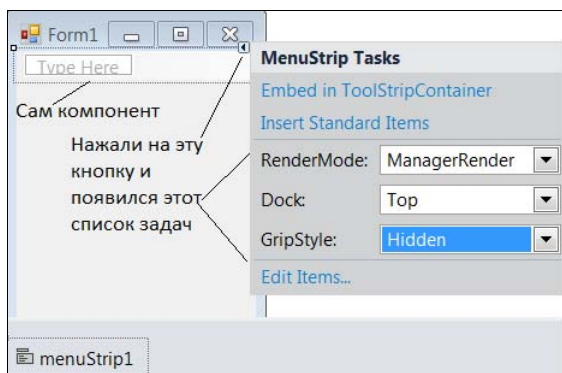 Form1
Type Here
MenuStrip Tasks
Embed in ToolStripContainer
Insert Standard Items
RenderMode: ManagerRender
Dock: Top
GripStyle: Hidden
Edit Items...
Сам компонент
Нажали на эту
кнопку и
появился этот
список задач
menuStrip1